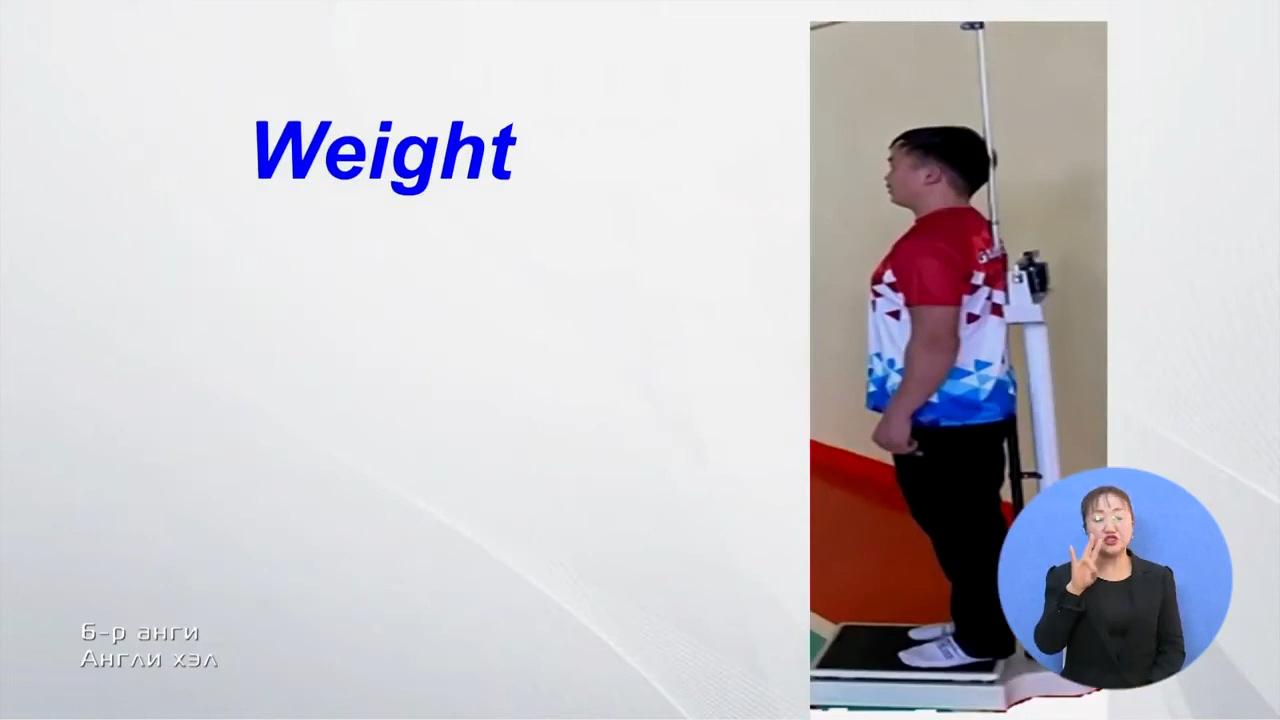 Weight
6-р анги
Англи хэл